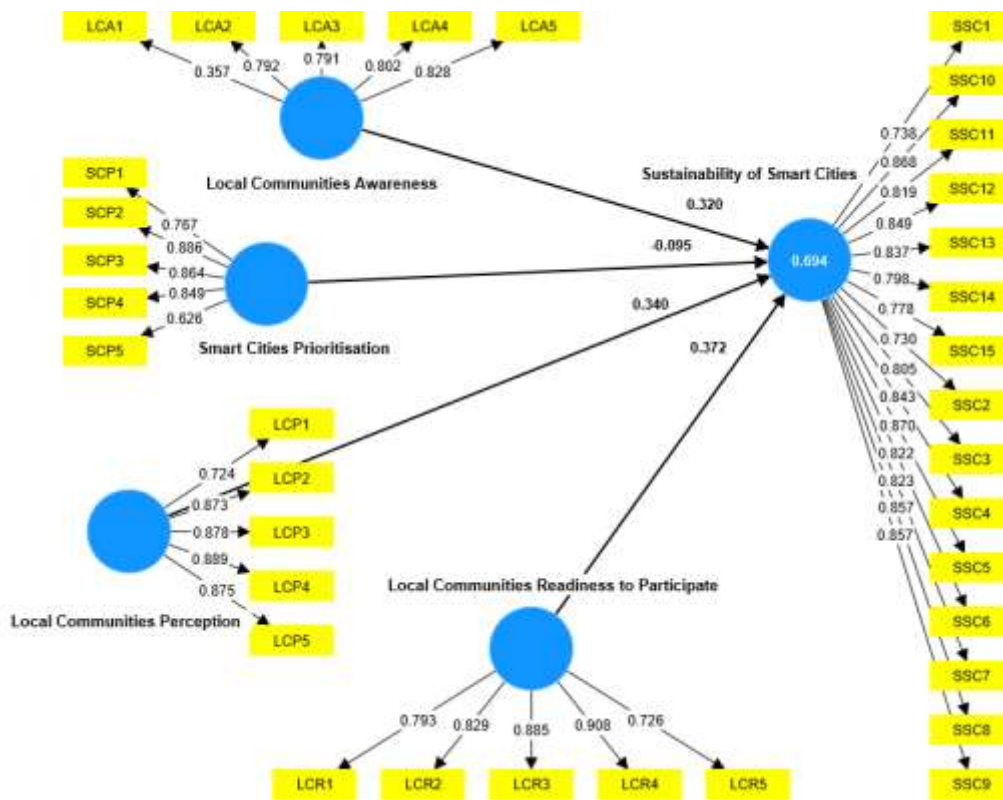 LCA1 LCA2 LCA3 LCA4 LCA5
0.357 0.792 0.791 0.802 0.828
Local Communities Awareness
SCP1
SCP2
SCP3
SCP4
SCP5
0.767
0.886
0.864
0.849
0.626
Smart Cities Prioritisation
LCP1
LCP2
LCP3
LCP4
LCP5
0.724
0.873
0.878
0.889
0.875
Local Communities Perception
Local Communities Readiness to Participate
0.793 0.829 0.885 0.908 0.726
LCR1 LCR2 LCR3 LCR4 LCR5
0.320
-0.095
0.340
0.372
Sustainability of Smart Cities
0.694
0.738
0.868
0.819
0.849
0.837
0.798
0.778
0.730
0.805
0.843
0.870
0.822
0.823
0.857
0.857
SSC1
SSC10
SSC11
SSC12
SSC13
SSC14
SSC15
SSC2
SSC3
SSC4
SSC5
SSC6
SSC7
SSC8
SSC9